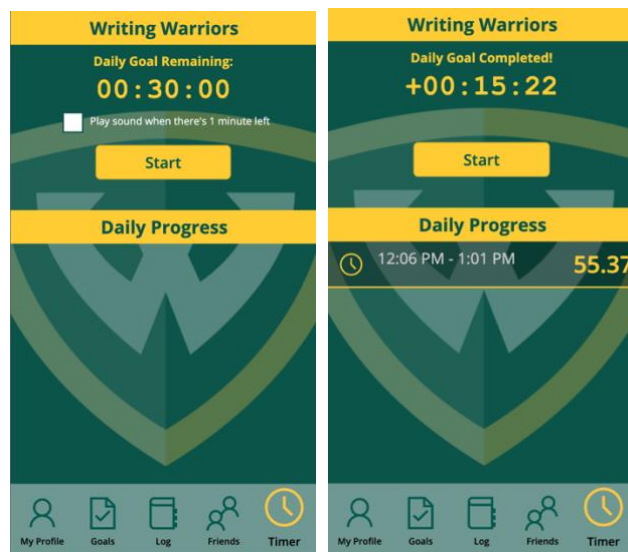 Writing Warriors
Daily Goal Remaining:
00:30:00
Play sound when there's 1 minute left
Start
Daily Progress
My Profile
Goals
Log
Friends
Timer
Writing Warriors
Daily Goal Completed!
+00:15:22
Start
Daily Progress
12:06 PM - 1:01 PM 55.37
My Profile
Goals
Log
Friends
Timer